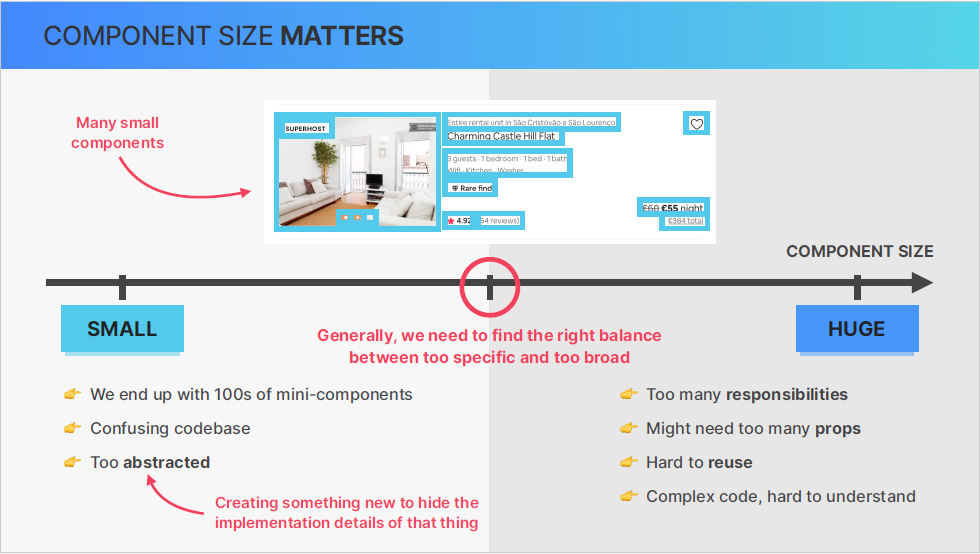 COMPONENT SIZE MATTERS
Many small
components
SUPERHOST
Entire rental unit in São Cristóvão e São Lourenço
Charming Castle Hill Flat
3 guests · 1 bedroom · 1 bed · 1 bath
Wifi · Kitchen · Washer
Rare find
€60 €55 night
4.92 (64 reviews)
€384 total
COMPONENT SIZE
SMALL
HUGE
Generally, we need to find the right balance
between too specific and too broad
👉 We end up with 100s of mini-components
👉 Confusing codebase
👉 Too abstracted
Creating something new to hide the
implementation details of that thing
👉 Too many responsibilities
👉 Might need too many props
👉 Hard to reuse
👉 Complex code, hard to understand